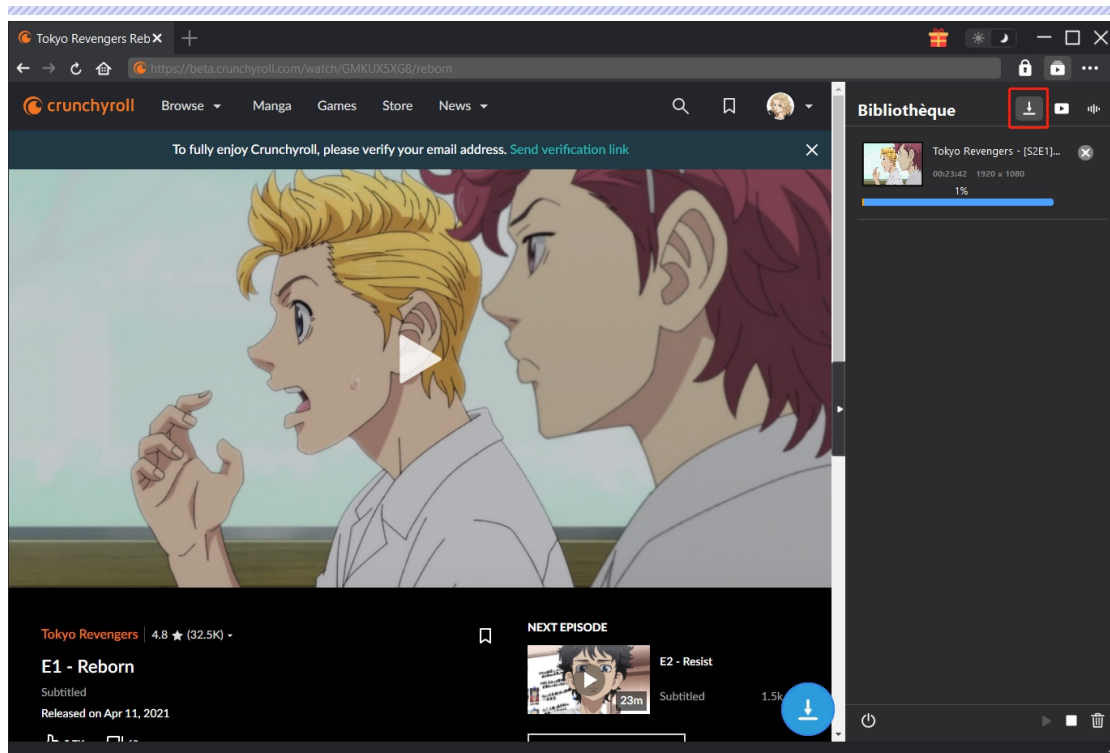 Tokyo Revengers Reb
https://beta.crunchyroll.com/watch/GMKUX5XG8/reborn
crunchyroll Browse Manga Games Store News
To fully enjoy Crunchyroll, please verify your email address. Send verification link
Tokyo Revengers 4.8 ★ (32.5K)
E1 - Reborn
Subtitled
Released on Apr 11, 2021
NEXT EPISODE
23m
E2 - Resist
Subtitled 1.5k
Bibliothèque
Tokyo Revengers - [S2E1]...
00:23:42 1920 x 1080
1%